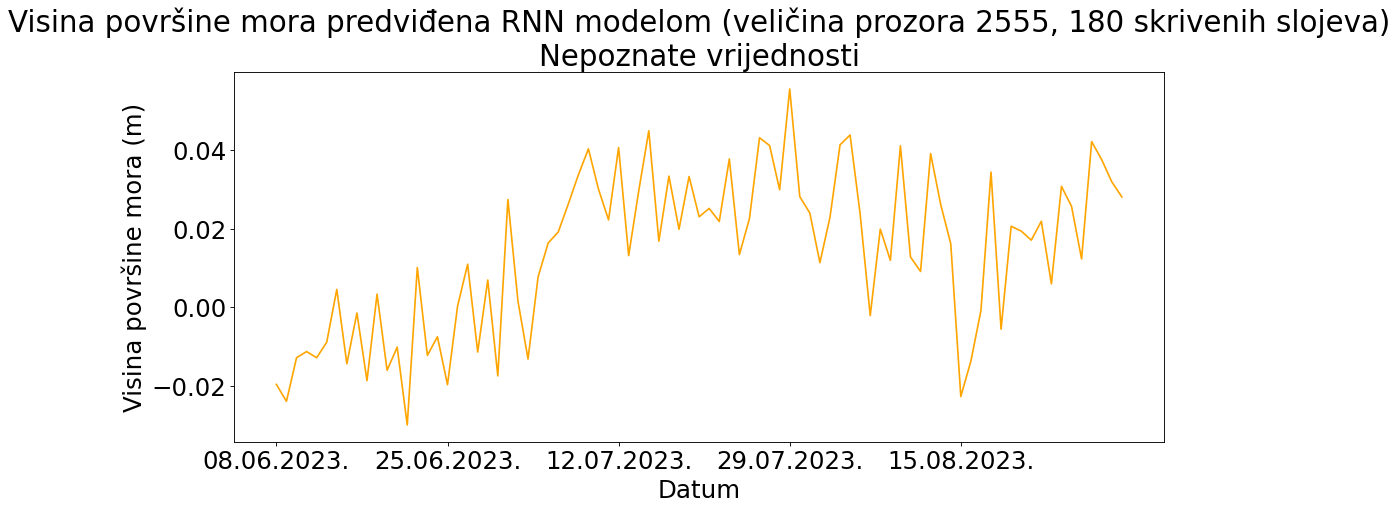 Visina površine mora predviđena RNN modelom (veličina prozora 2555, 180 skrivenih slojeva)
Nepoznate vrijednosti
Visina površine mora (m)
0.04
0.02
0.00
−0.02
08.06.2023.
25.06.2023.
12.07.2023.
29.07.2023.
15.08.2023.
Datum